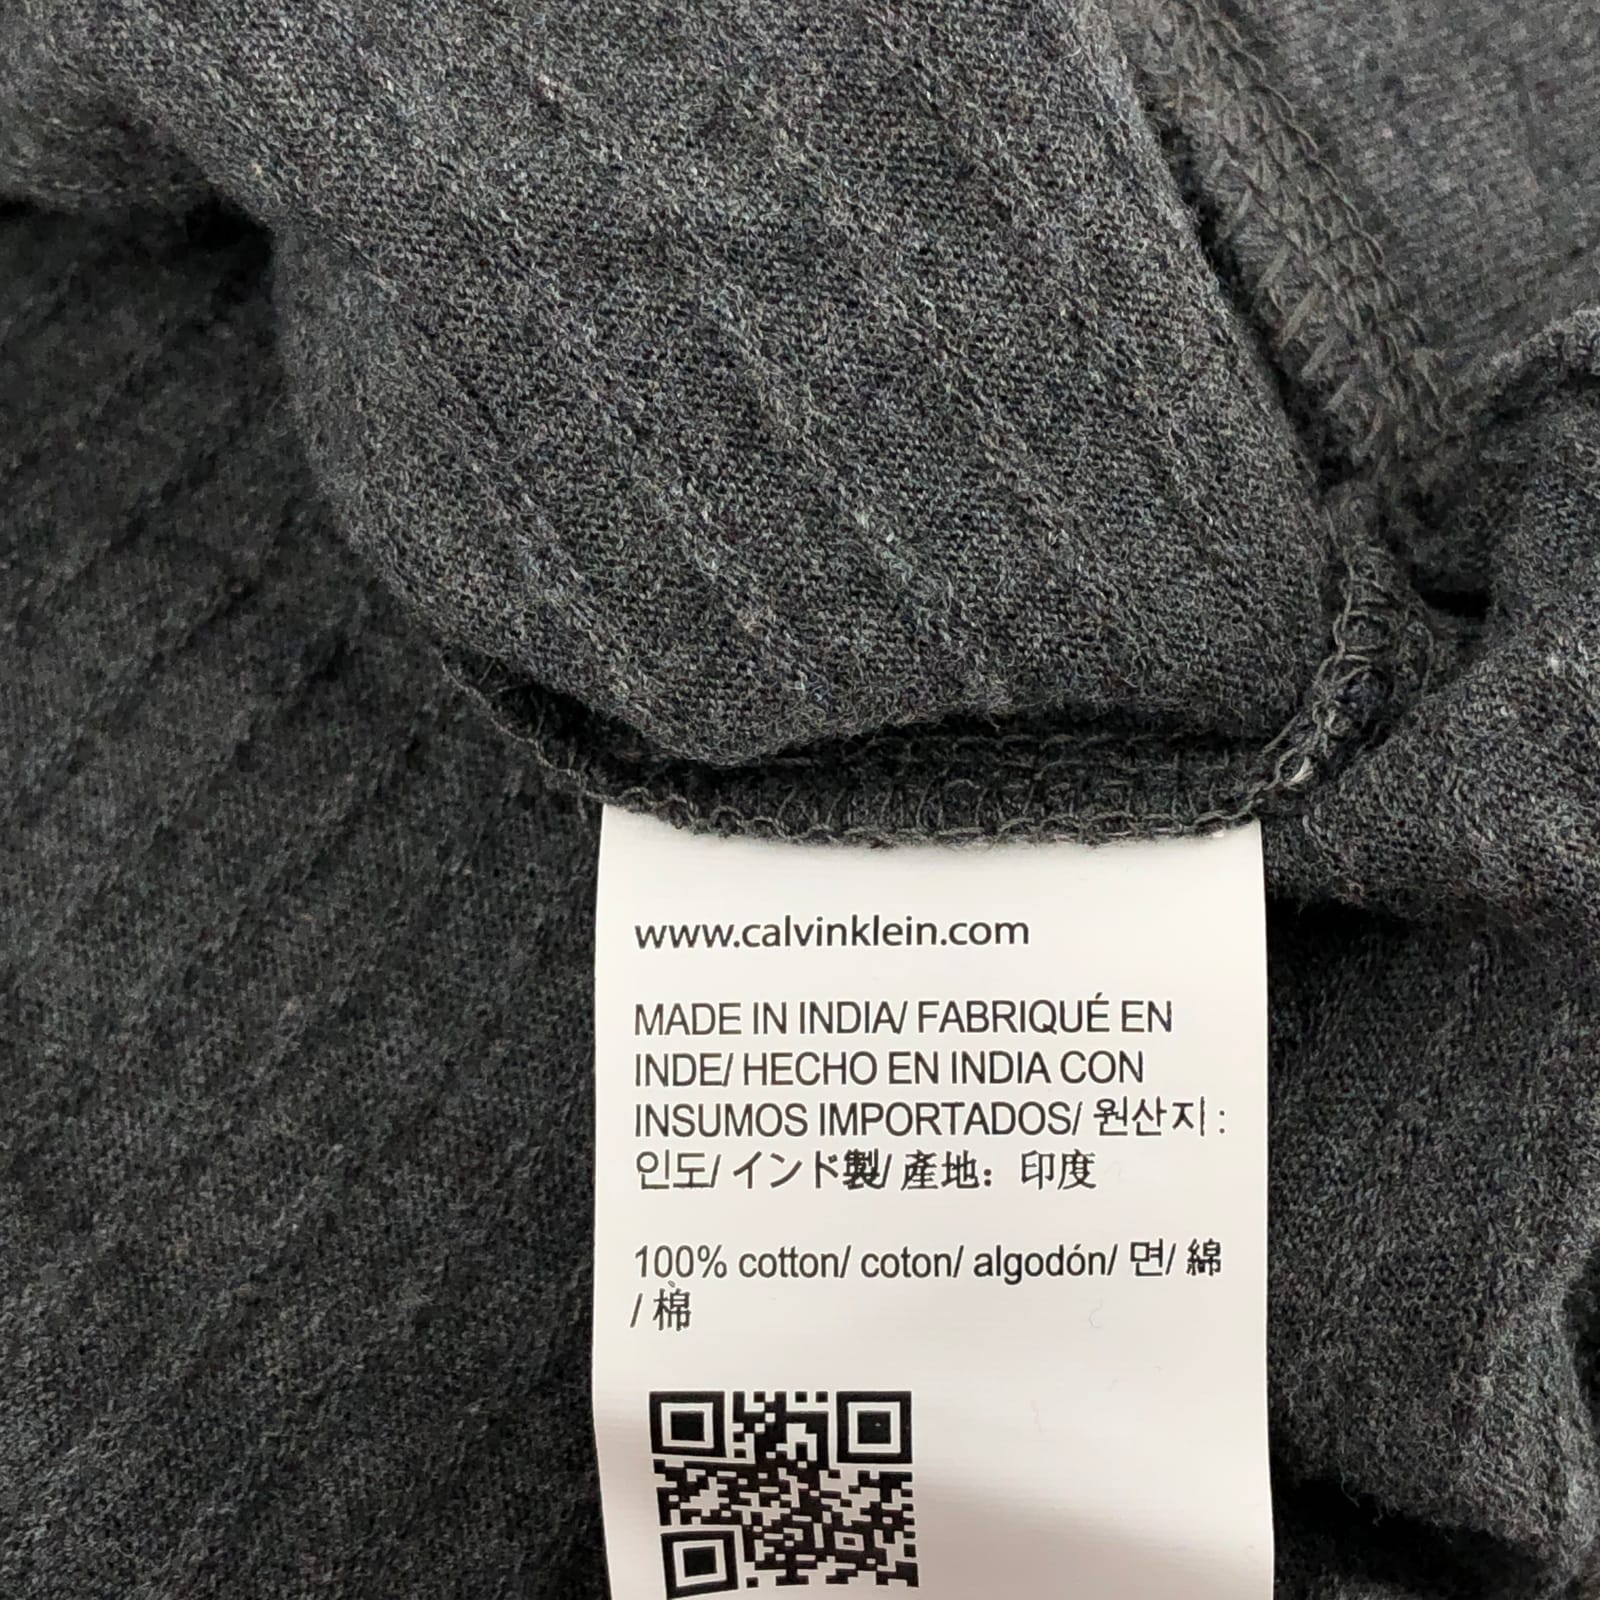 www.calvinklein.com
MADE IN INDIA/ FABRIQUÉ EN
INDE/ HECHO EN INDIA CON
INSUMOS IMPORTADOS/ 원산지 :
인도/ インド製/ 產地：印度
100% cotton/ coton/ algodón/ 면/ 綿
/ 棉